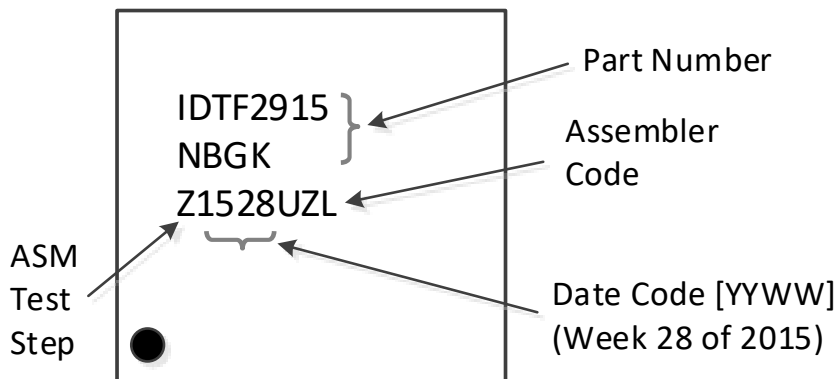 IDTF2915
NBGK
Z1528UZL
Part Number
Assembler
Code
ASM
Test
Step
Date Code [YYWW]
(Week 28 of 2015)